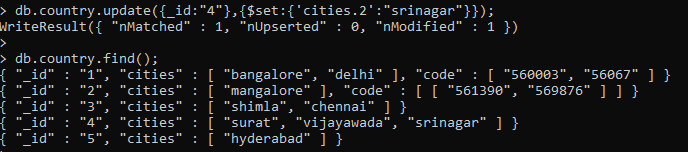 > db.country.update({_id:"4"},{$set:{'cities.2':"srinagar"}});
WriteResult({ "nMatched" : 1, "nUpserted" : 0, "nModified" : 1 })
>
> db.country.find();
{ "_id" : "1", "cities" : [ "bangalore", "delhi" ], "code" : [ "560003", "56067" ] }
{ "_id" : "2", "cities" : [ "mangalore" ], "code" : [ [ "561390", "569876" ] ] }
{ "_id" : "3", "cities" : [ "shimla", "chennai" ] }
{ "_id" : "4", "cities" : [ "surat", "vijayawada", "srinagar" ] }
{ "_id" : "5", "cities" : [ "hyderabad" ] }